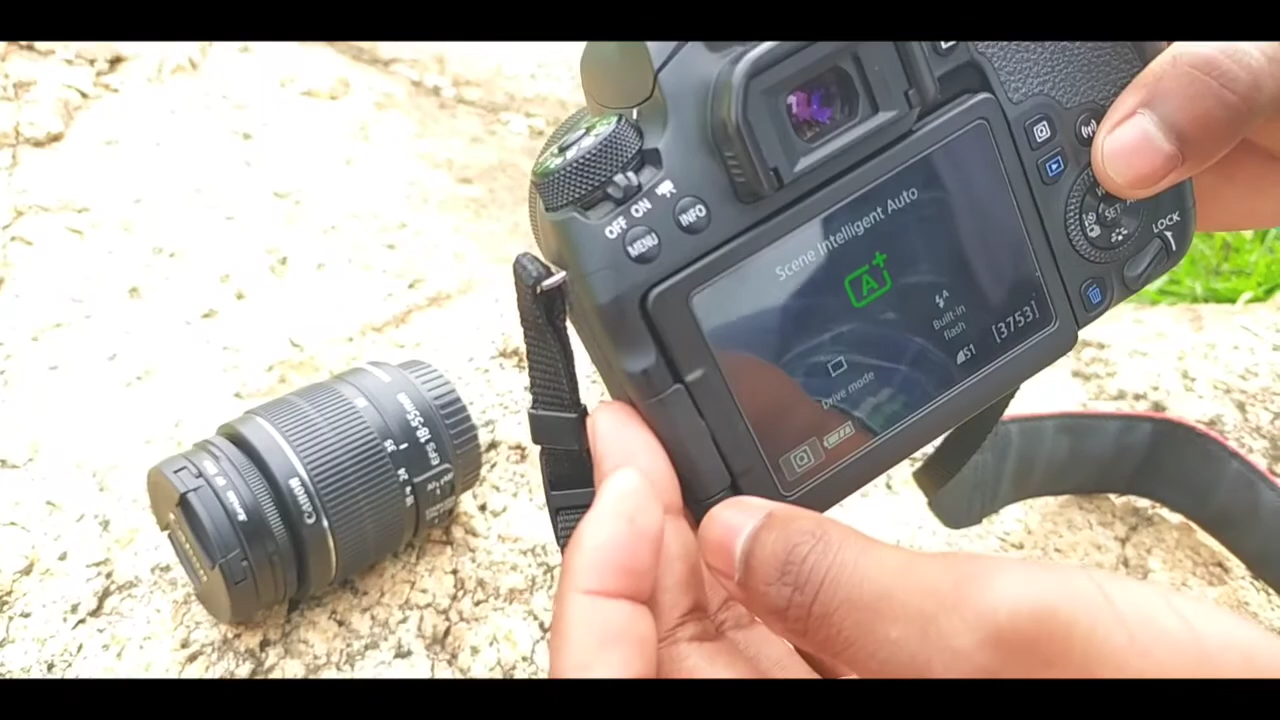 OFF ON
MENU
INFO
Scene Intelligent Auto
A+
Built-in
flash
Drive mode
S1
[3753]
Q
Q
SET
LOCK
CANON
EFS 18-55mm
35
24